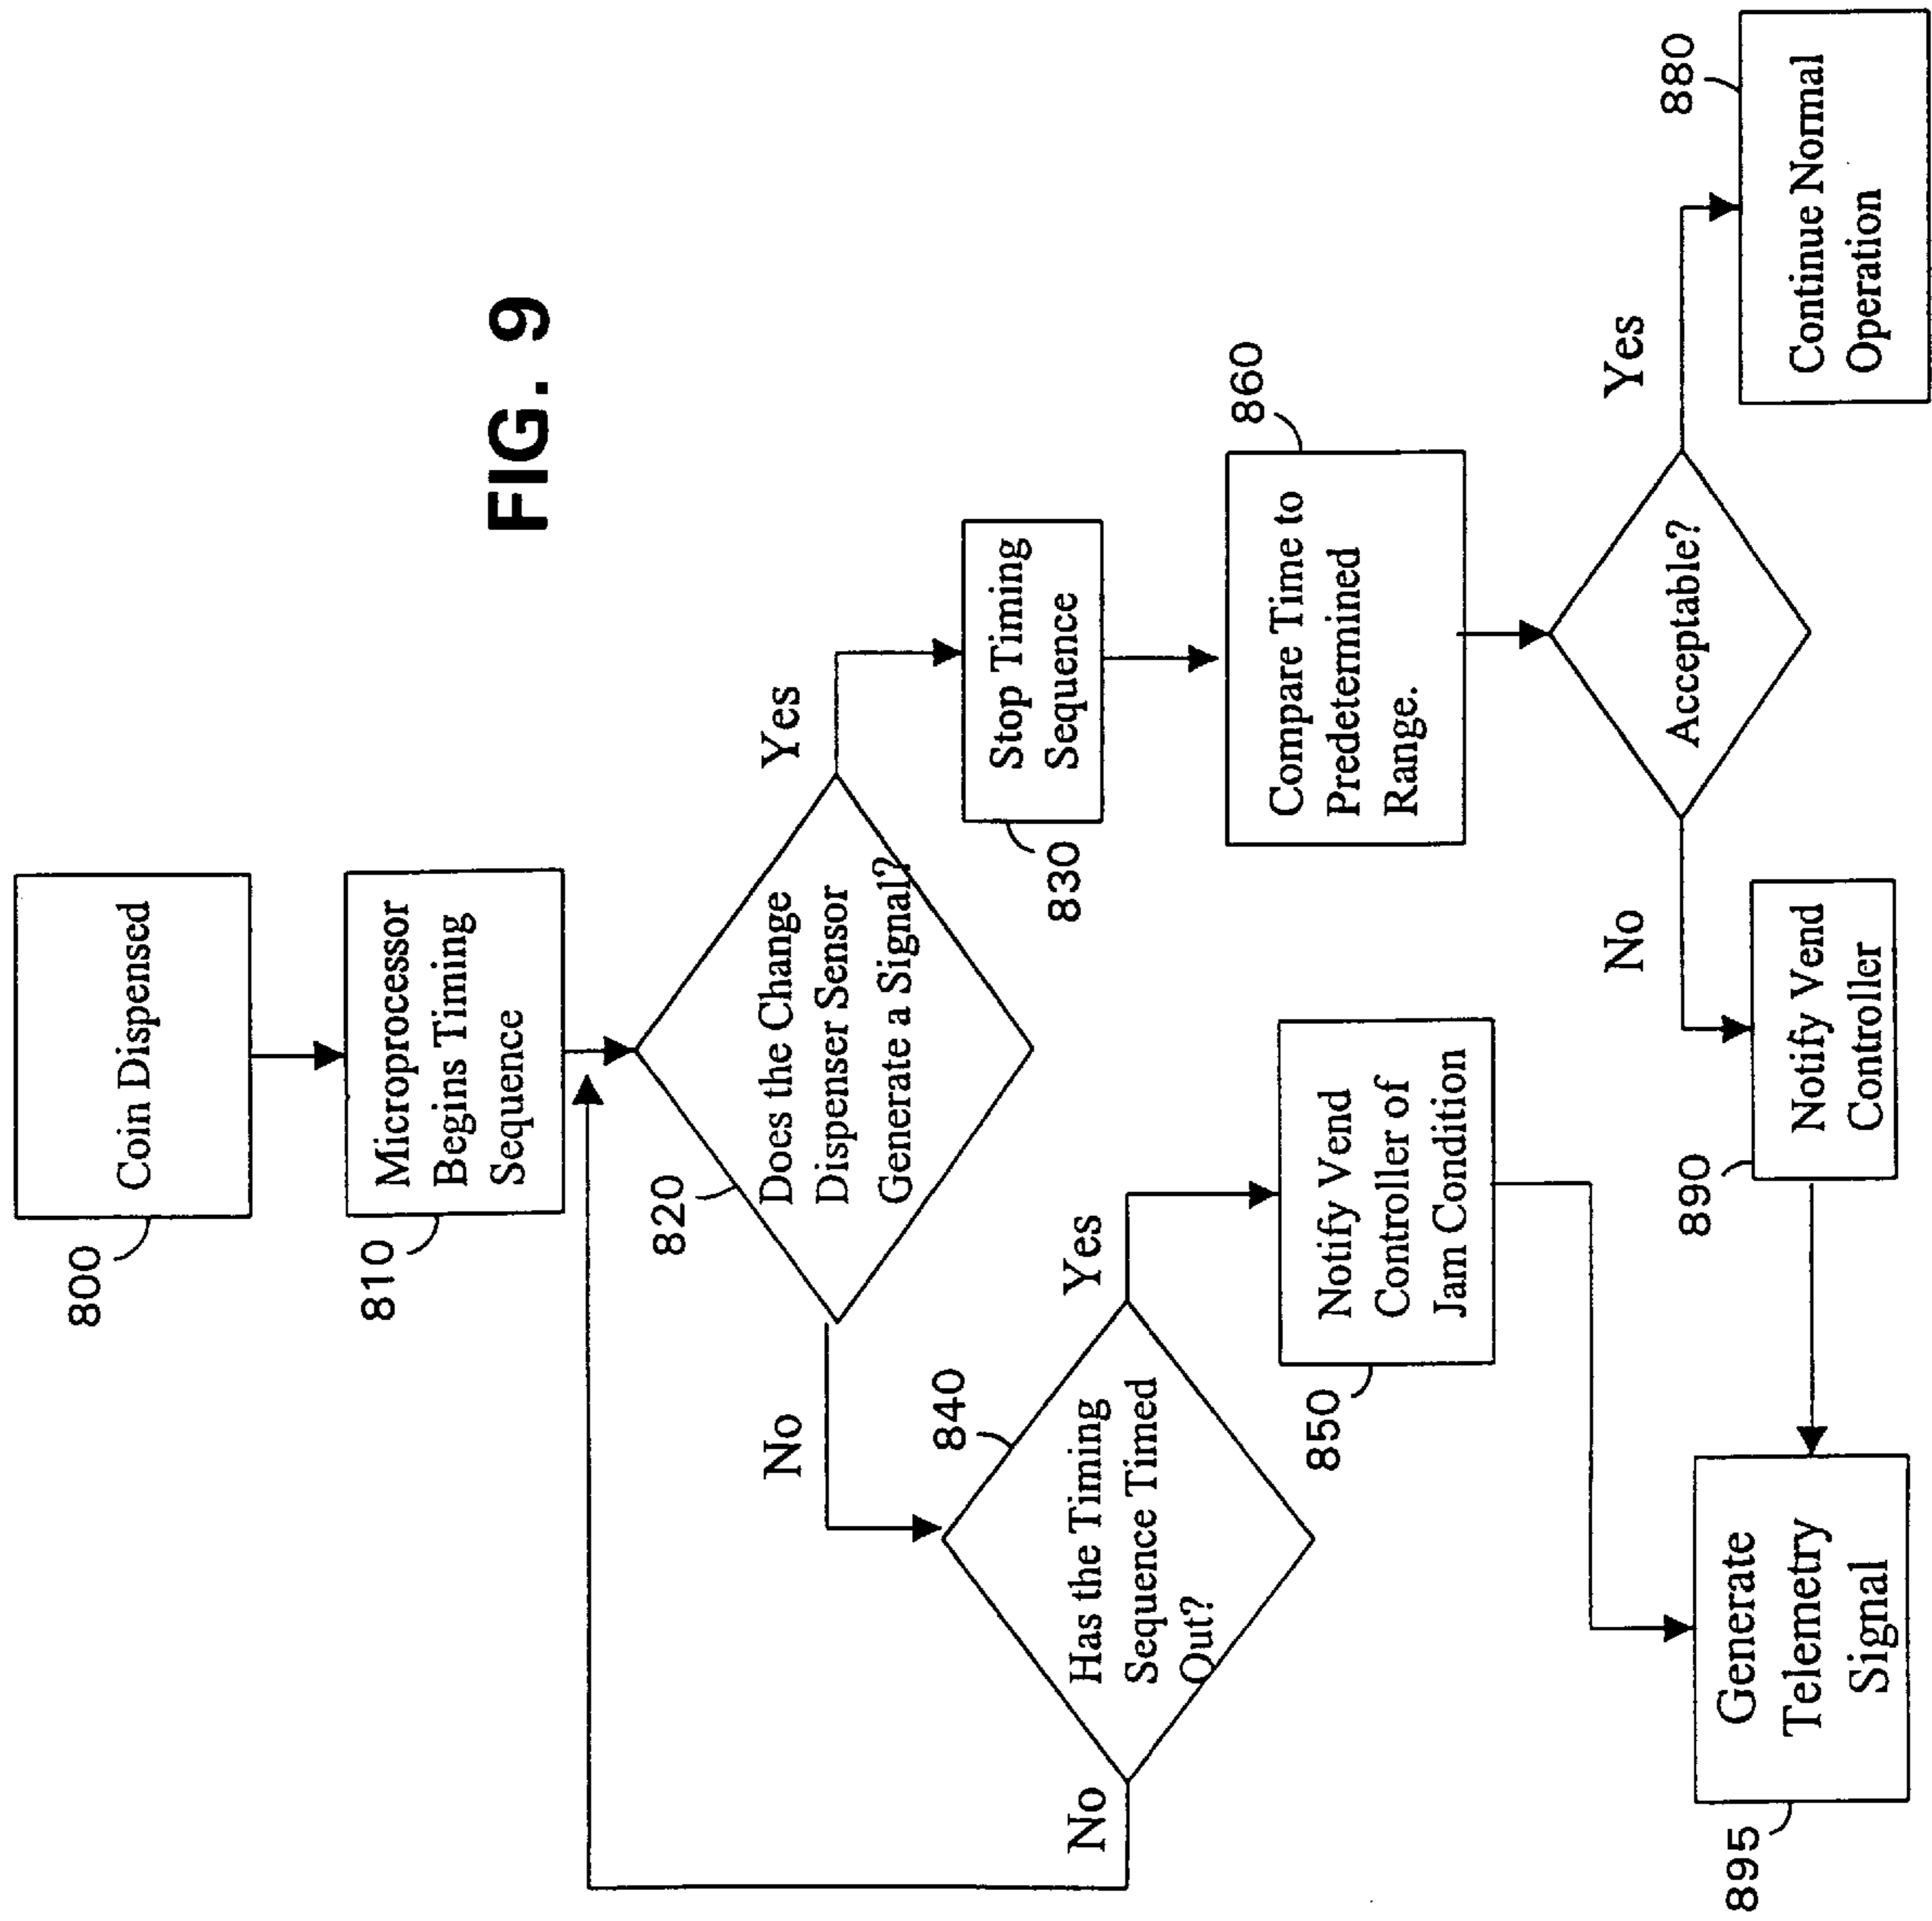 FIG. 9
800
Coin Dispensed
810
Microprocessor
Begins Timing
Sequence
820
Does the Change
Dispenser Sensor
Generate a Signal?
No
Yes
840
Has the Timing
Sequence Timed
Out?
No
Yes
830
Stop Timing
Sequence
850
Notify Vend
Controller of
Jam Condition
860
Compare Time to
Predetermined
Range.
Acceptable?
No
Yes
890
Notify Vend
Controller
880
Continue Normal
Operation
895
Generate
Telemetry
Signal